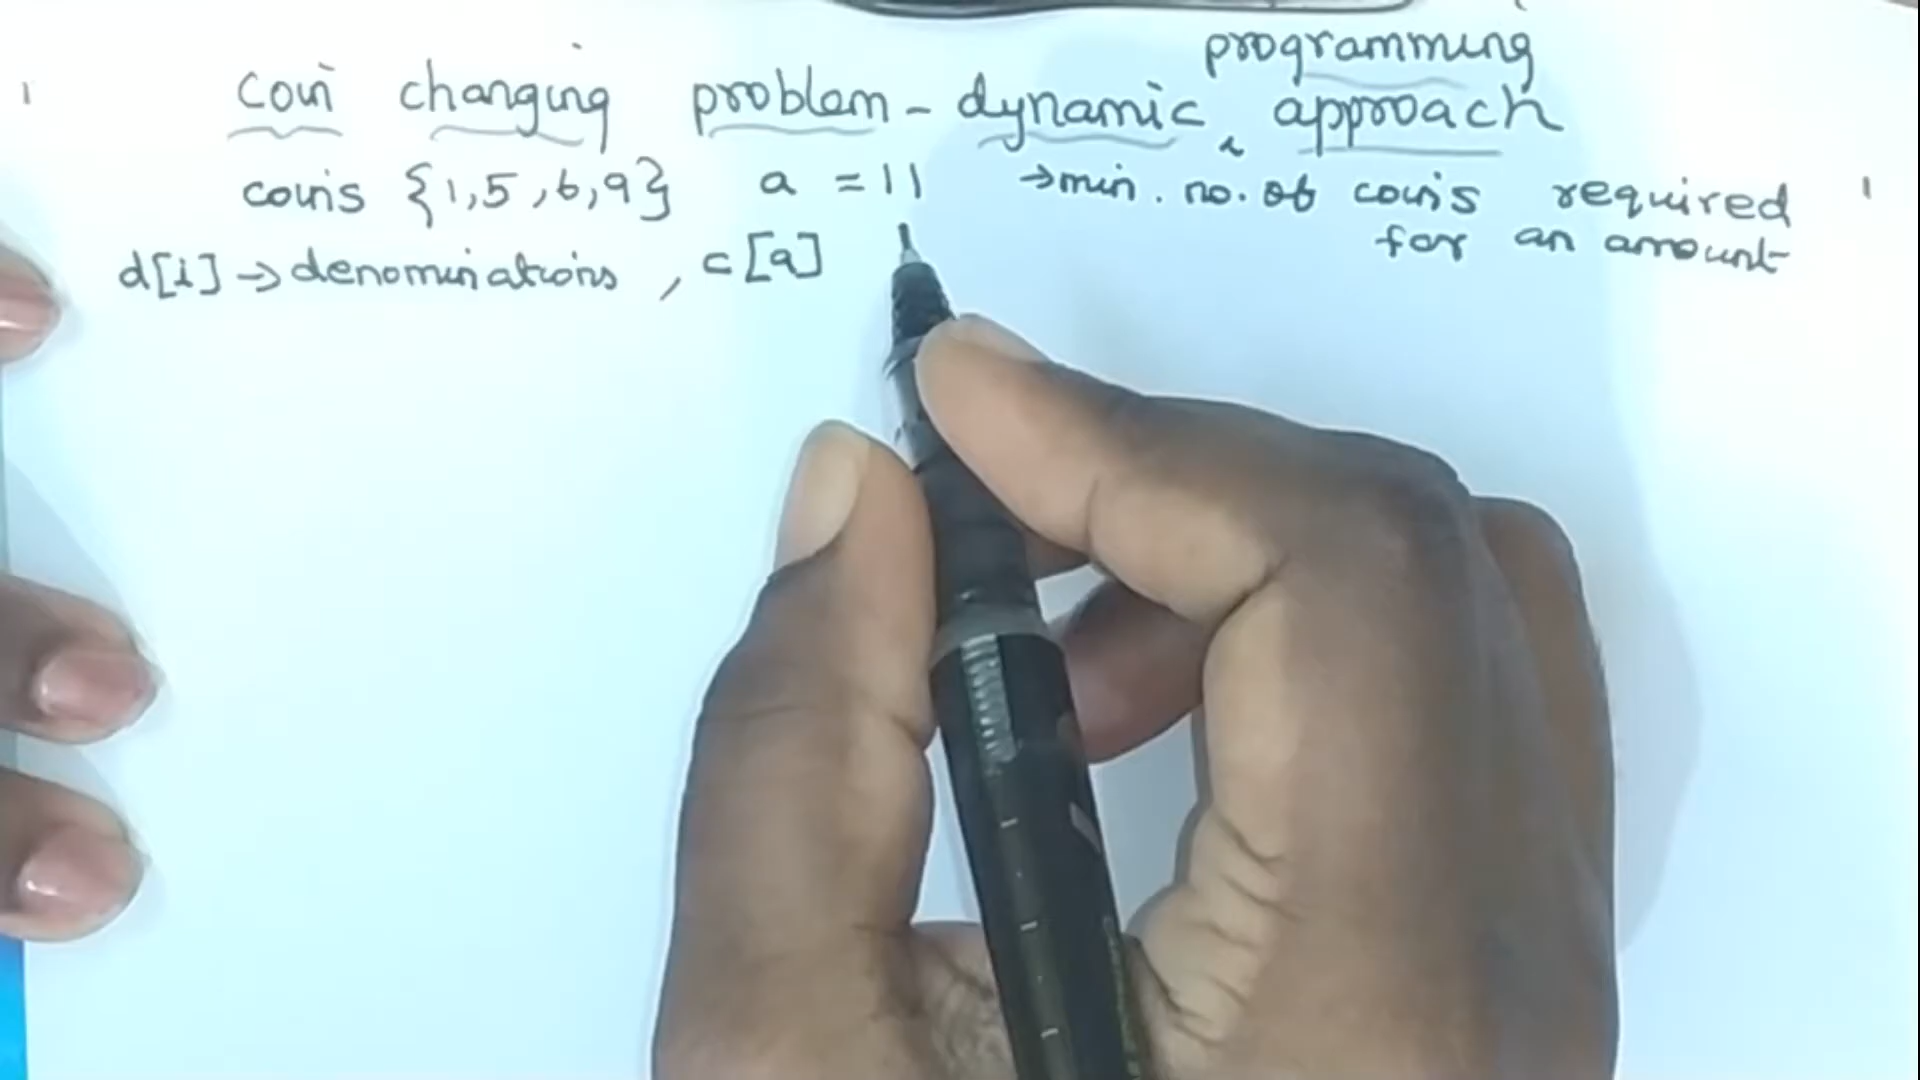 coin changing problem - dynamic programming approach
coins {1,5,6,9} a = 11 → min. no. of coins required for an amount
d[i] → denominations, c[a]